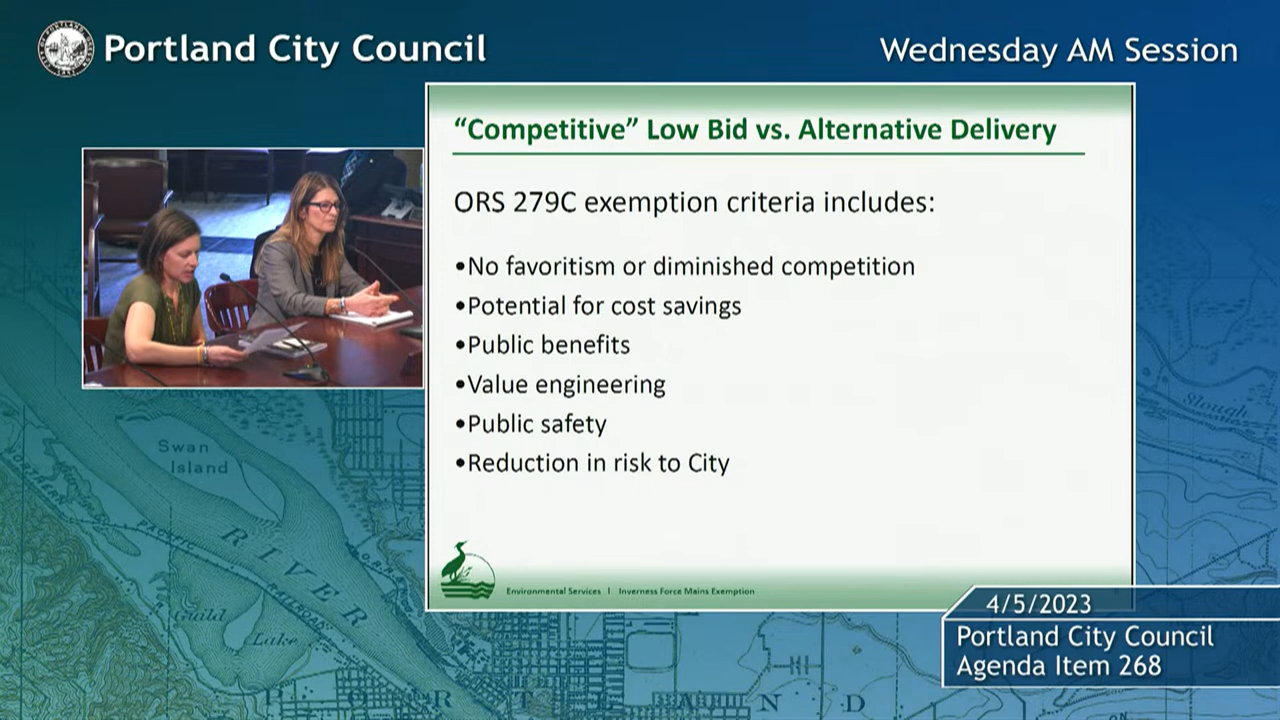 Portland City Council
Wednesday AM Session
“Competitive” Low Bid vs. Alternative Delivery
ORS 279C exemption criteria includes:
•No favoritism or diminished competition
•Potential for cost savings
•Public benefits
•Value engineering
•Public safety
•Reduction in risk to City
Environmental Services | Inverness Force Mains Exemption
4/5/2023
Portland City Council
Agenda Item 268
Swan
Island
RIVER
NORTHERN
PACIFIC
Guild
Lake
Slough